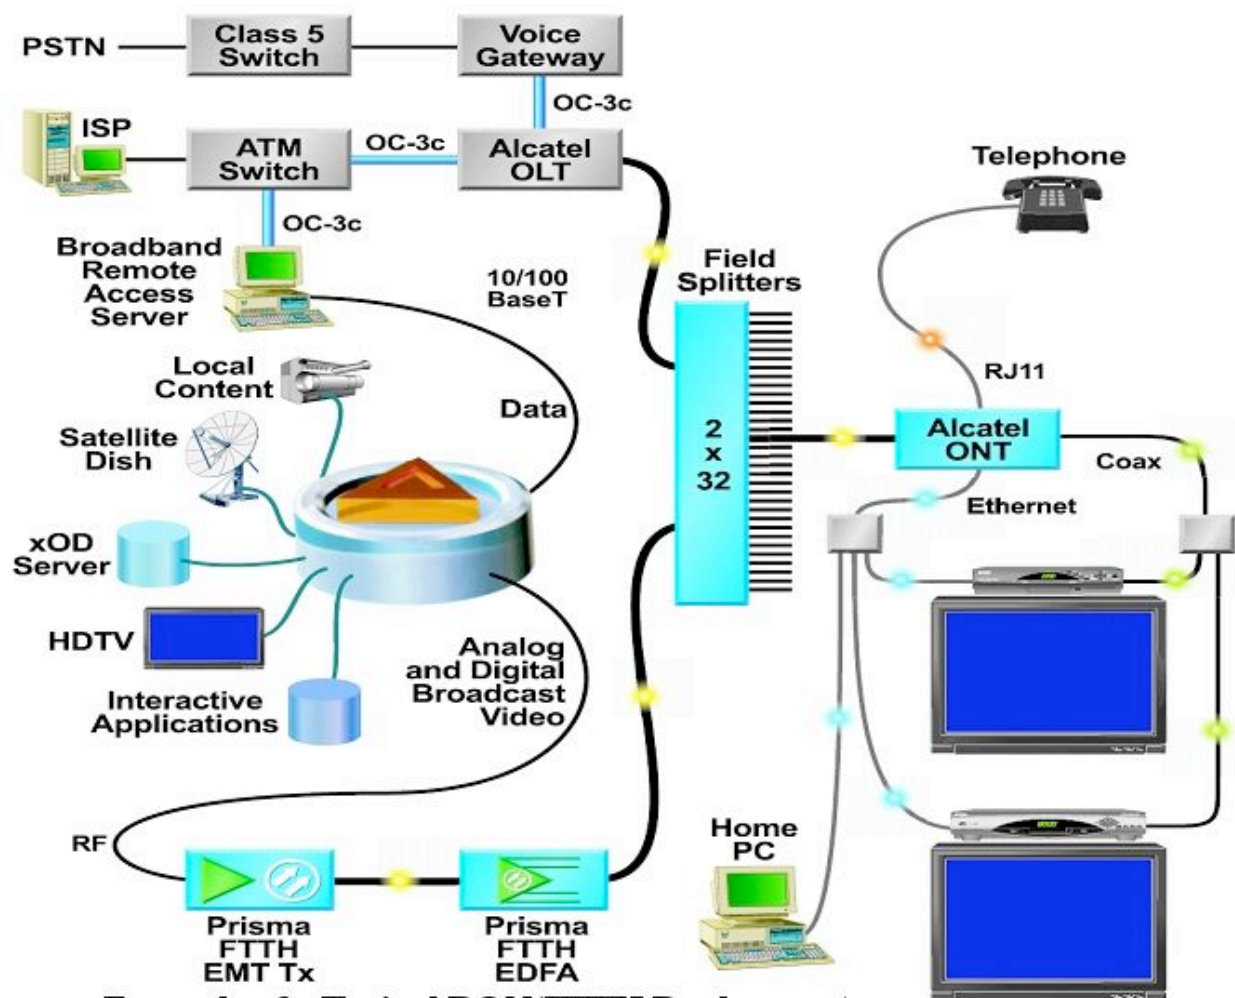 PSTN
Class 5
Switch
Voice
Gateway
OC-3c
ISP
ATM
Switch
OC-3c
Alcatel
OLT
OC-3c
Telephone
Broadband
Remote
Access
Server
10/100
BaseT
Field
Splitters
Local
Content
Data
RJ11
Satellite
Dish
2
x
32
Alcatel
ONT
Coax
Ethernet
xOD
Server
HDTV
Analog
and Digital
Broadcast
Video
Interactive
Applications
RF
Home
PC
Prisma
FTTH
EMT Tx
Prisma
FTTH
EDFA